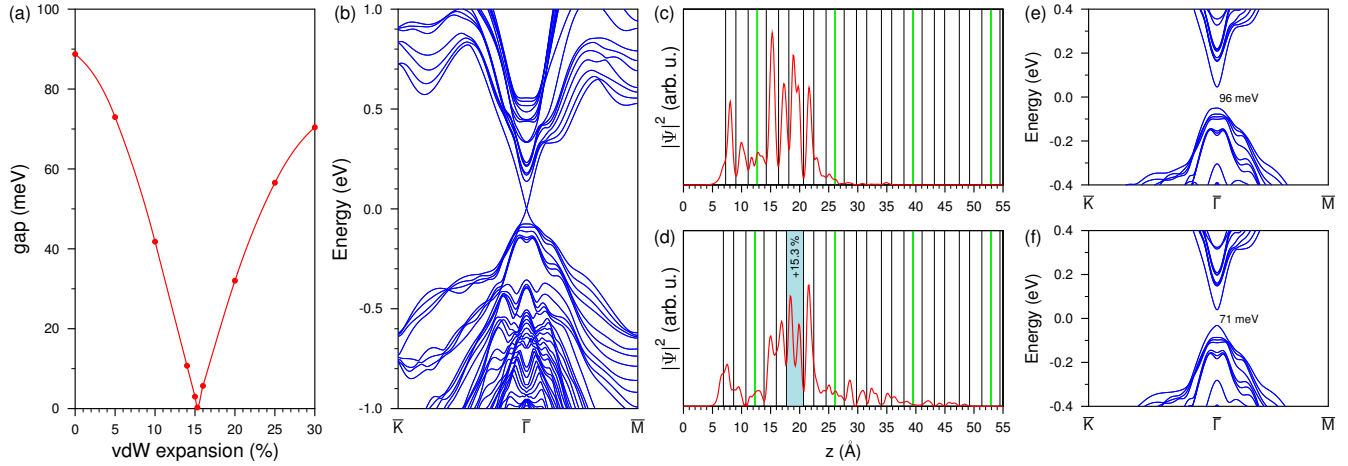 (a)
100
80
60
40
20
0
gap (meV)
0 5 10 15 20 25 30
vdW expansion (%)
(b)
1.0
0.5
0.0
-0.5
-1.0
Energy (eV)
K̅ Γ̅ M̅
(c)
|Ψ|² (arb. u.)
0 5 10 15 20 25 30 35 40 45 50 55
(d)
+15.3 %
|Ψ|² (arb. u.)
0 5 10 15 20 25 30 35 40 45 50 55
z (Å)
(e)
0.4
0.2
0.0
-0.2
-0.4
Energy (eV)
96 meV
K̅ Γ̅ M̅
(f)
0.4
0.2
0.0
-0.2
-0.4
Energy (eV)
71 meV
K̅ Γ̅ M̅